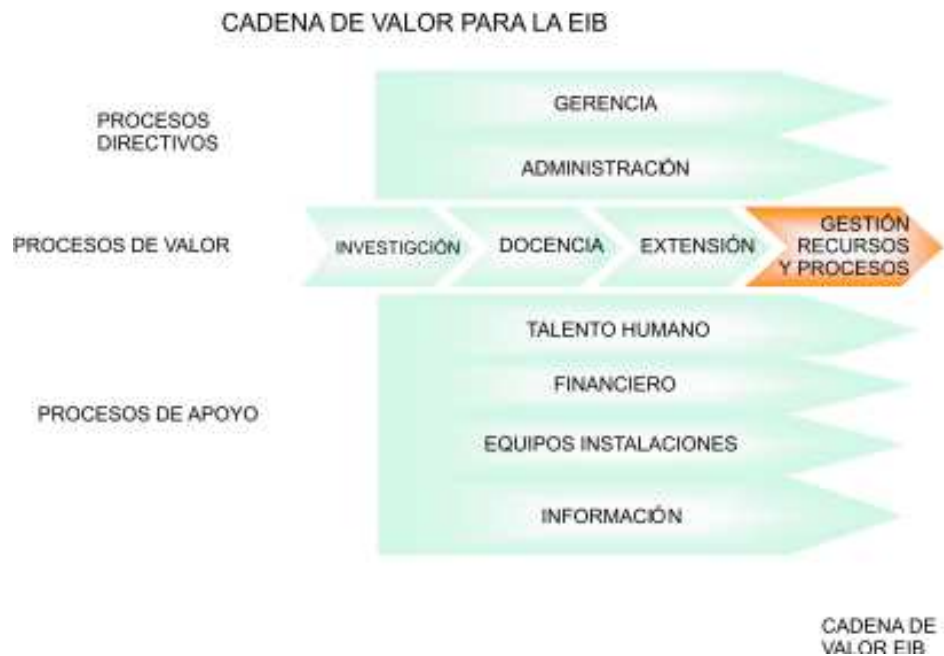 CADENA DE VALOR PARA LA EIB
PROCESOS
DIRECTIVOS
GERENCIA
ADMINISTRACIÓN
PROCESOS DE VALOR
INVESTIGCIÓN
DOCENCIA
EXTENSIÓN
GESTIÓN
RECURSOS
Y PROCESOS
PROCESOS DE APOYO
TALENTO HUMANO
FINANCIERO
EQUIPOS INSTALACIONES
INFORMACIÓN
CADENA DE
VALOR EIB